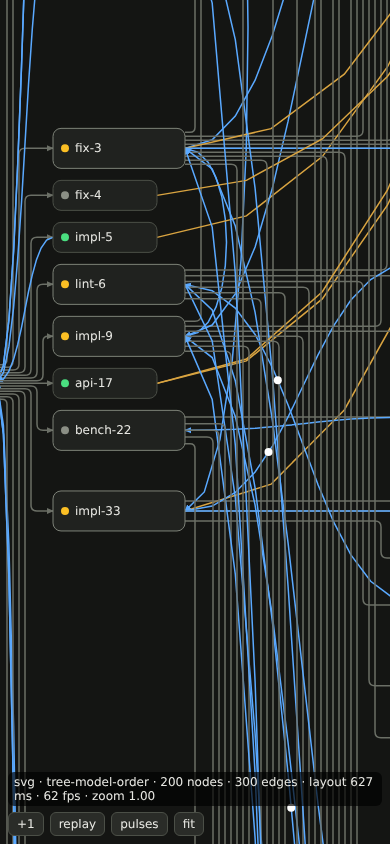 fix-3
fix-4
impl-5
lint-6
impl-9
api-17
bench-22
impl-33
svg · tree-model-order · 200 nodes · 300 edges · layout 627
ms · 62 fps · zoom 1.00
+1 replay pulses fit